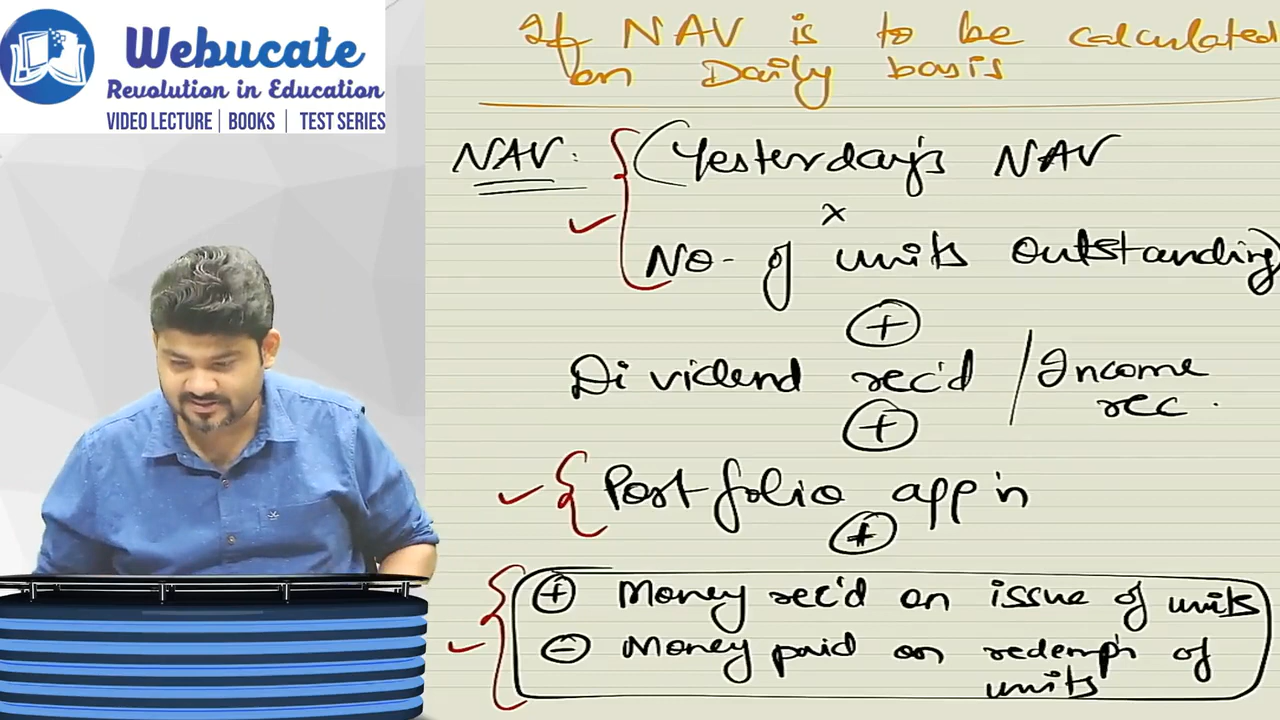 Webucate
Revolution in Education
VIDEO LECTURE | BOOKS | TEST SERIES
If NAV is to be calculated
on Daily basis
NAV: (Yesterday's NAV
x
No. of units outstanding)
+
Dividend rec'd / Income
rec.
+
Portfolio app'n
+
+ Money rec'd on issue of units
- Money paid on redemp'n of
units